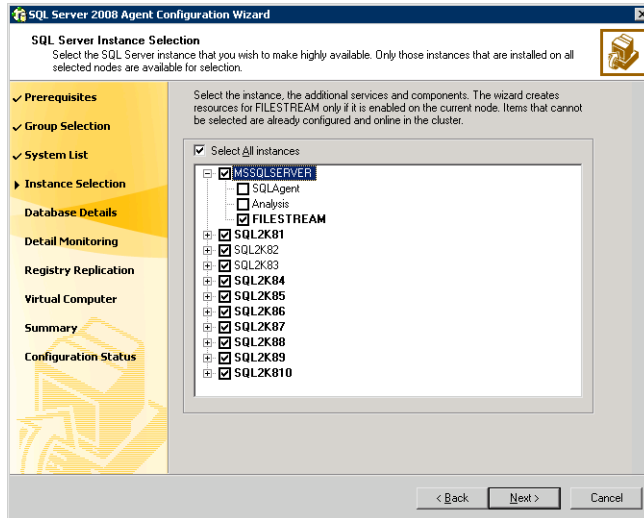 SQL Server 2008 Agent Configuration Wizard
SQL Server Instance Selection
Select the SQL Server instance that you wish to make highly available. Only those instances that are installed on all
selected nodes are available for selection.
Prerequisites
Group Selection
System List
Instance Selection
Database Details
Detail Monitoring
Registry Replication
Virtual Computer
Summary
Configuration Status
Select the instance, the additional services and components. The wizard creates
resources for FILESTREAM only if it is enabled on the current node. Items that cannot
be selected are already configured and online in the cluster.
Select All instances
MSSQLSERVER
SQLAgent
Analysis
FILESTREAM
SQL2K81
SQL2K82
SQL2K83
SQL2K84
SQL2K85
SQL2K86
SQL2K87
SQL2K88
SQL2K89
SQL2K810
< Back
Next >
Cancel